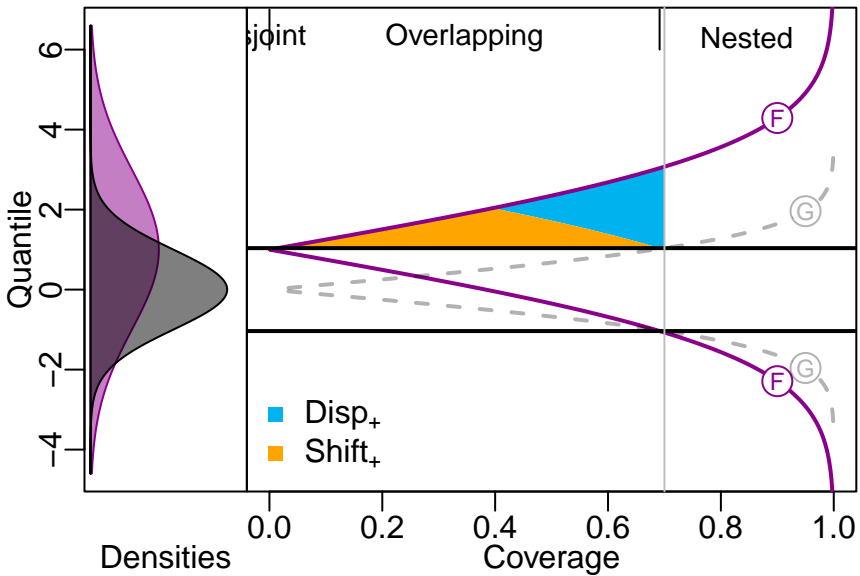 sjoint Overlapping Nested
6
4
2
0
−2
−4
Quantile
F
G
G
F
Disp+
Shift+
0.0 0.2 0.4 0.6 0.8 1.0
Densities Coverage